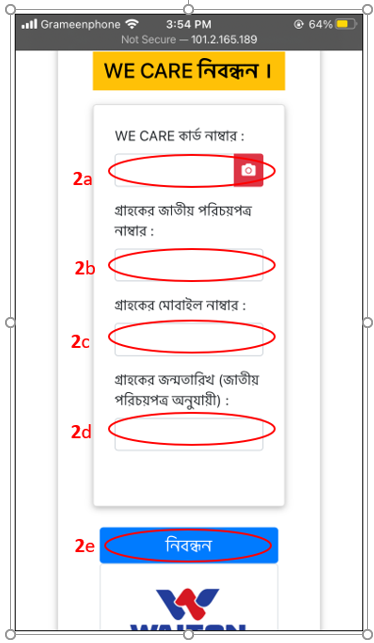 Grameenphone 3:54 PM 64%
Not Secure — 101.2.165.189
WE CARE নিবন্ধন ।
WE CARE কার্ড নাম্বার :
2a
গ্রাহকের জাতীয় পরিচয়পত্র
নাম্বার :
2b
গ্রাহকের মোবাইল নাম্বার :
2c
গ্রাহকের জন্মতারিখ (জাতীয়
পরিচয়পত্র অনুযায়ী) :
2d
2e নিবন্ধন
WALTON